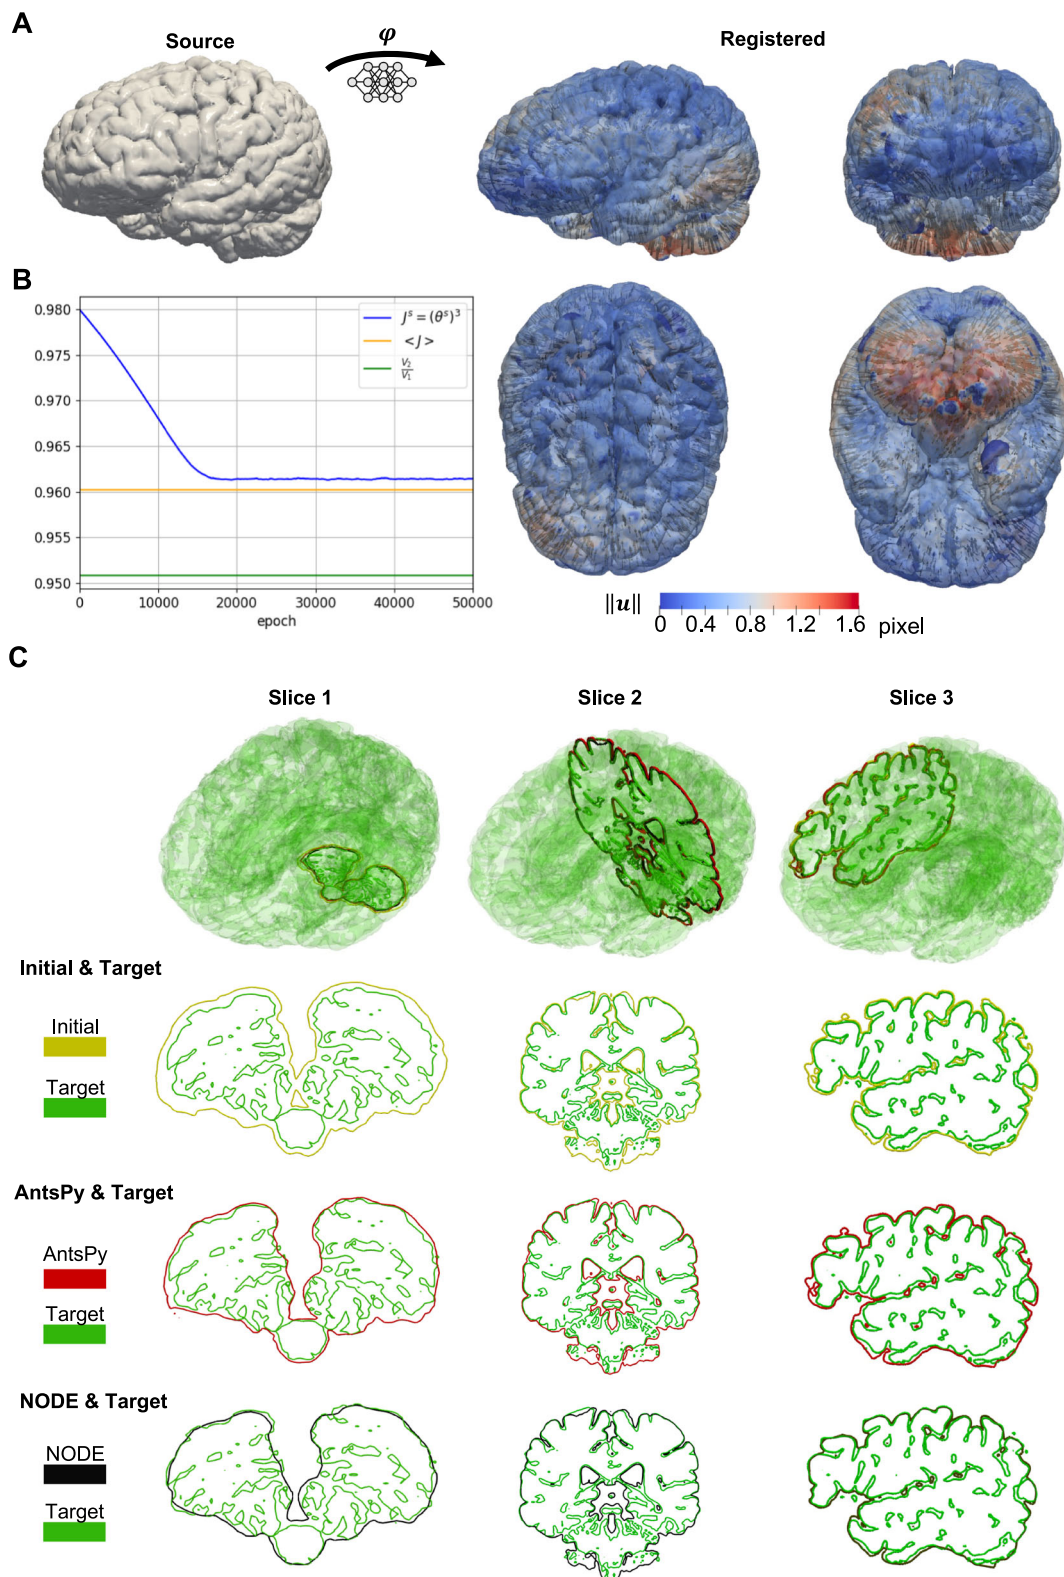 A
Source
φ
Registered
B
0.980
0.975
0.970
0.965
0.960
0.955
0.950
0 10000 20000 30000 40000 50000
epoch
J^s = (θ^s)^3
<J>
V_2/V_1
||u||
0 0.4 0.8 1.2 1.6 pixel
C
Slice 1 Slice 2 Slice 3
Initial & Target
Initial
Target
AntsPy & Target
AntsPy
Target
NODE & Target
NODE
Target